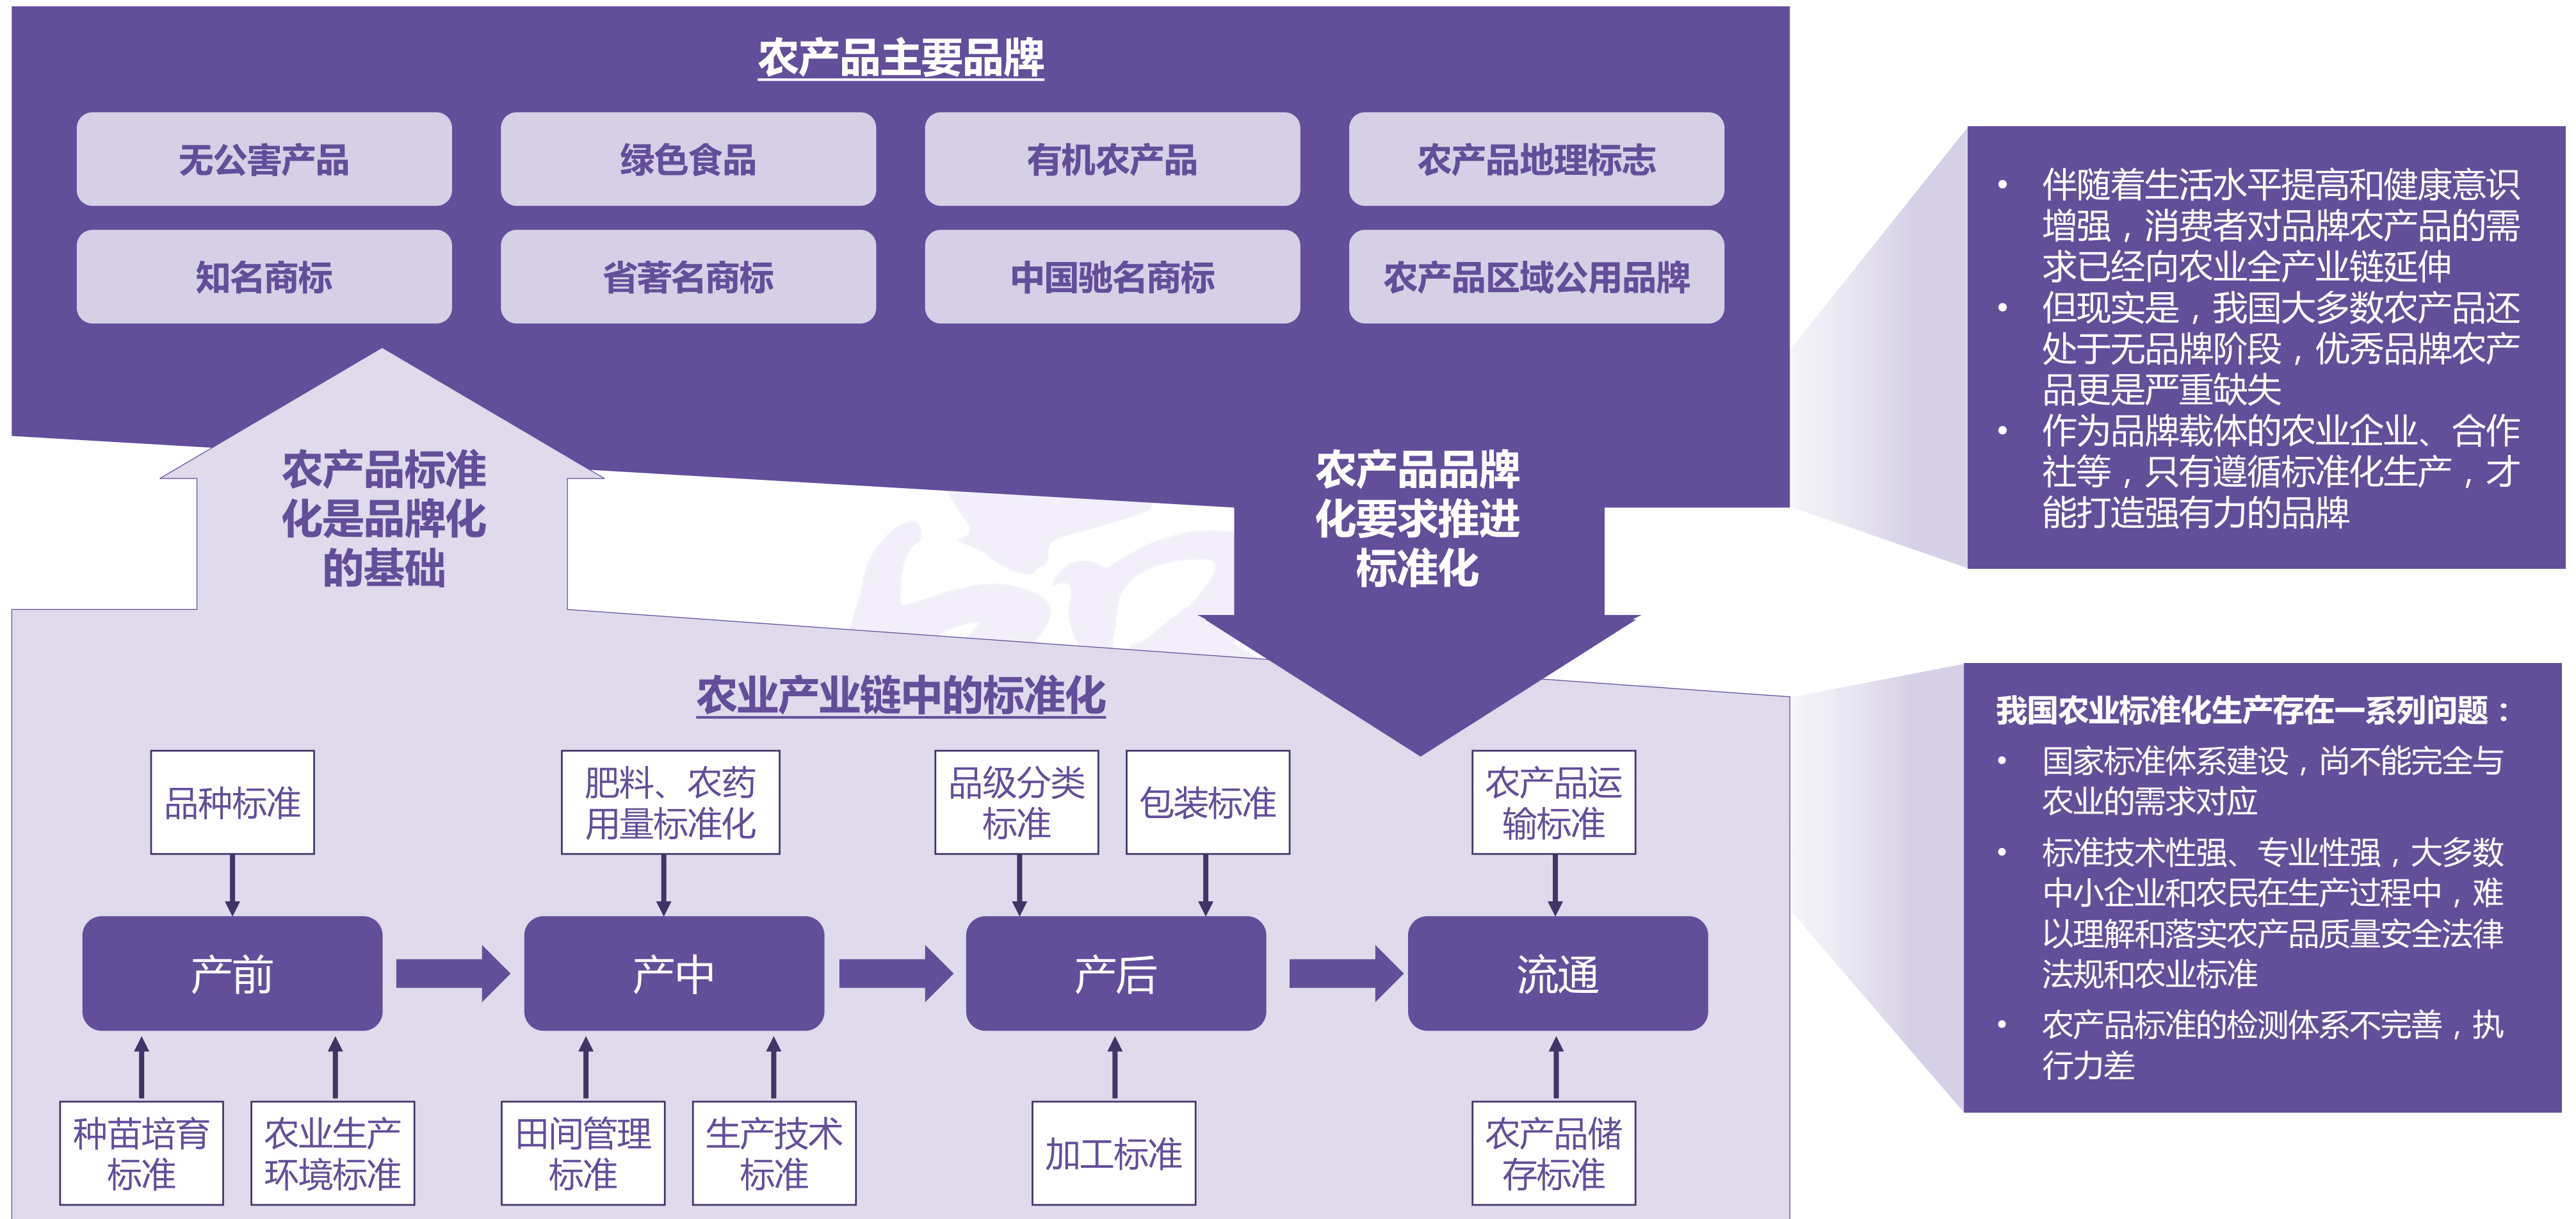 农产品主要品牌
无公害产品
绿色食品
有机农产品
农产品地理标志
知名商标
省著名商标
中国驰名商标
农产品区域公用品牌
农产品标准
化是品牌化
的基础
农产品品牌
化要求推进
标准化
农业产业链中的标准化
品种标准
肥料、农药
用量标准化
品级分类
标准
包装标准
农产品运
输标准
产前
产中
产后
流通
种苗培育
标准
农业生产
环境标准
田间管理
标准
生产技术
标准
加工标准
农产品储
存标准
• 伴随着生活水平提高和健康意识
增强，消费者对品牌农产品的需
求已经向农业全产业链延伸
• 但现实是，我国大多数农产品还
处于无品牌阶段，优秀品牌农产
品更是严重缺失
• 作为品牌载体的农业企业、合作
社等，只有遵循标准化生产，才
能打造强有力的品牌
我国农业标准化生产存在一系列问题：
• 国家标准体系建设，尚不能完全与
农业的需求对应
• 标准技术性强、专业性强，大多数
中小企业和农民在生产过程中，难
以理解和落实农产品质量安全法律
法规和农业标准
• 农产品标准的检测体系不完善，执
行力差